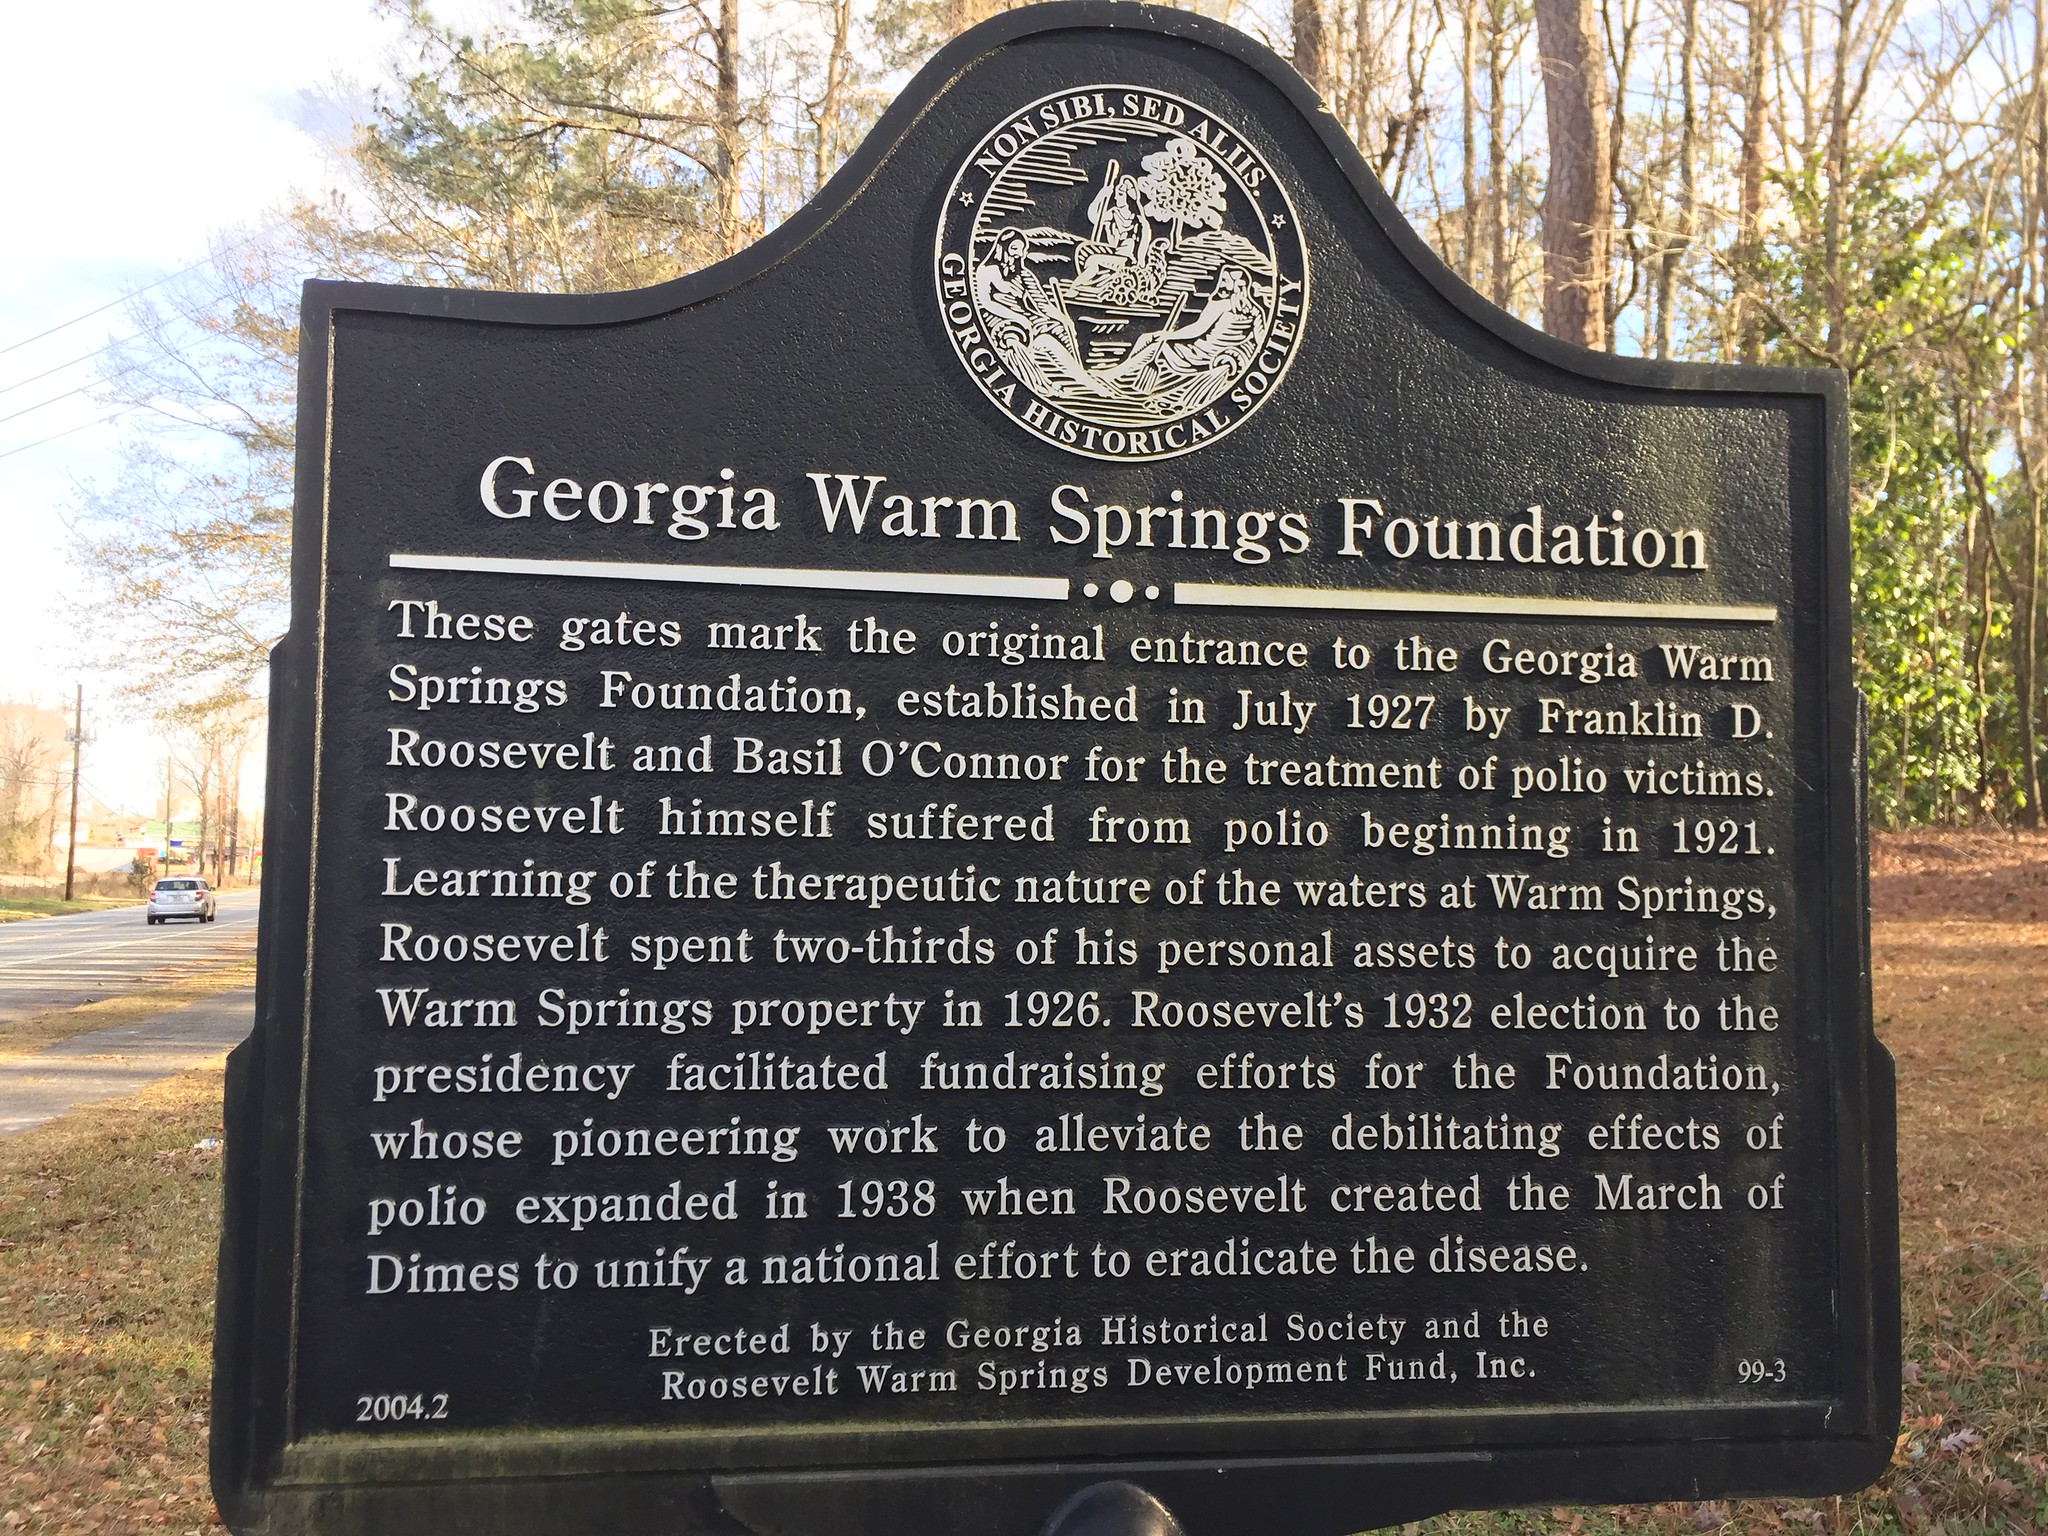 NON SIBI, SED ALIIS.
GEORGIA HISTORICAL SOCIETY
Georgia Warm Springs Foundation
These gates mark the original entrance to the Georgia Warm
Springs Foundation, established in July 1927 by Franklin D.
Roosevelt and Basil O'Connor for the treatment of polio victims.
Roosevelt himself suffered from polio beginning in 1921.
Learning of the therapeutic nature of the waters at Warm Springs,
Roosevelt spent two-thirds of his personal assets to acquire the
Warm Springs property in 1926. Roosevelt's 1932 election to the
presidency facilitated fundraising efforts for the Foundation,
whose pioneering work to alleviate the debilitating effects of
polio expanded in 1938 when Roosevelt created the March of
Dimes to unify a national effort to eradicate the disease.
Erected by the Georgia Historical Society and the
Roosevelt Warm Springs Development Fund, Inc.
2004.2
99-3